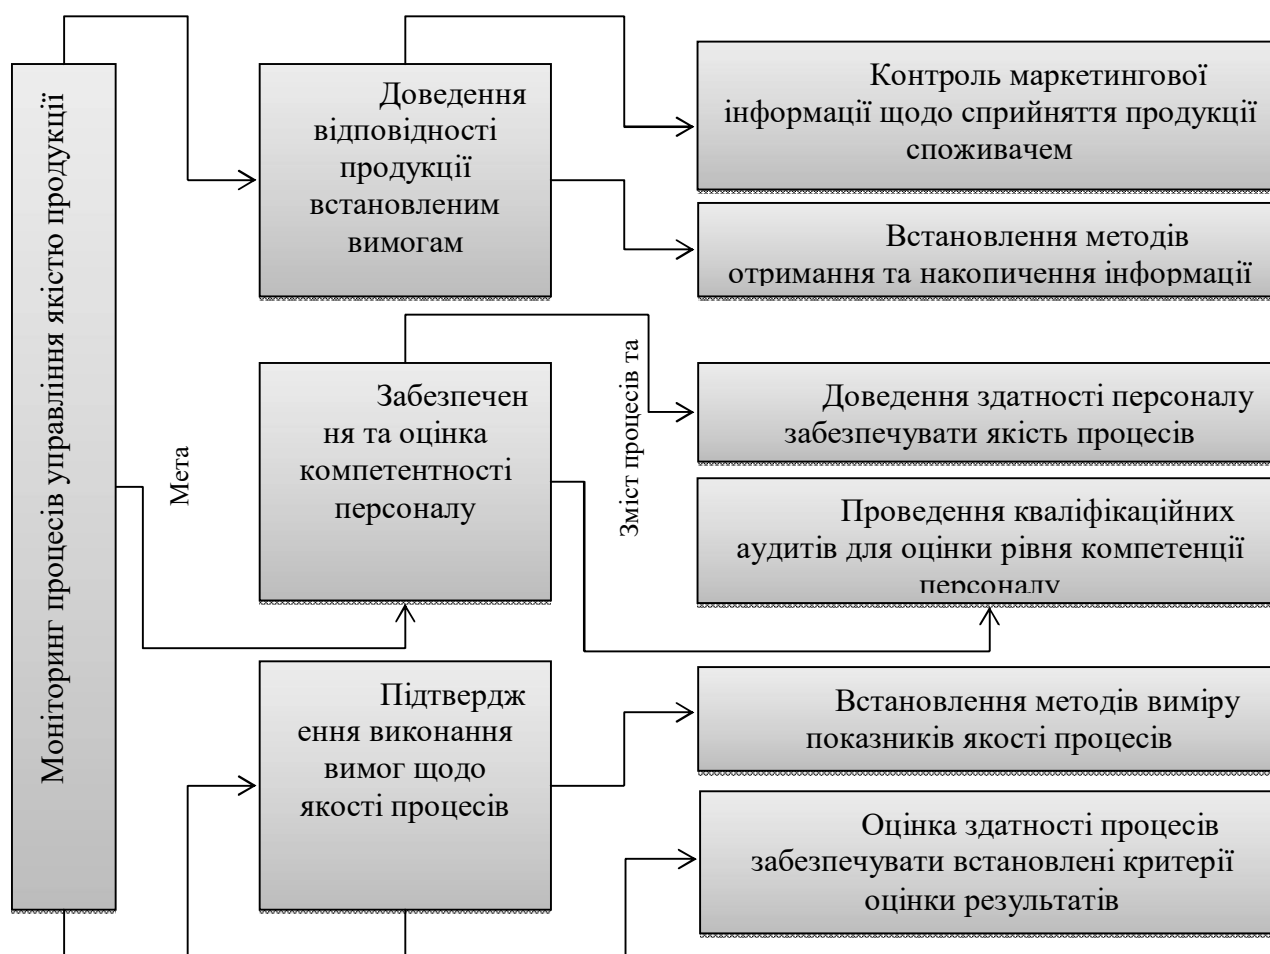 Моніторинг процесів управління якістю продукції
Мета
Доведення
відповідності
продукції
встановленим
вимогам
Забезпечен
ня та оцінка
компетентності
персоналу
Підтвердж
ення виконання
вимог щодо
якості процесів
Зміст процесів та
Контроль маркетингової
інформації щодо сприйняття продукції
споживачем
Встановлення методів
отримання та накопичення інформації
Доведення здатності персоналу
забезпечувати якість процесів
Проведення кваліфікаційних
аудитів для оцінки рівня компетенції
персоналу
Встановлення методів виміру
показників якості процесів
Оцінка здатності процесів
забезпечувати встановлені критерії
оцінки результатів